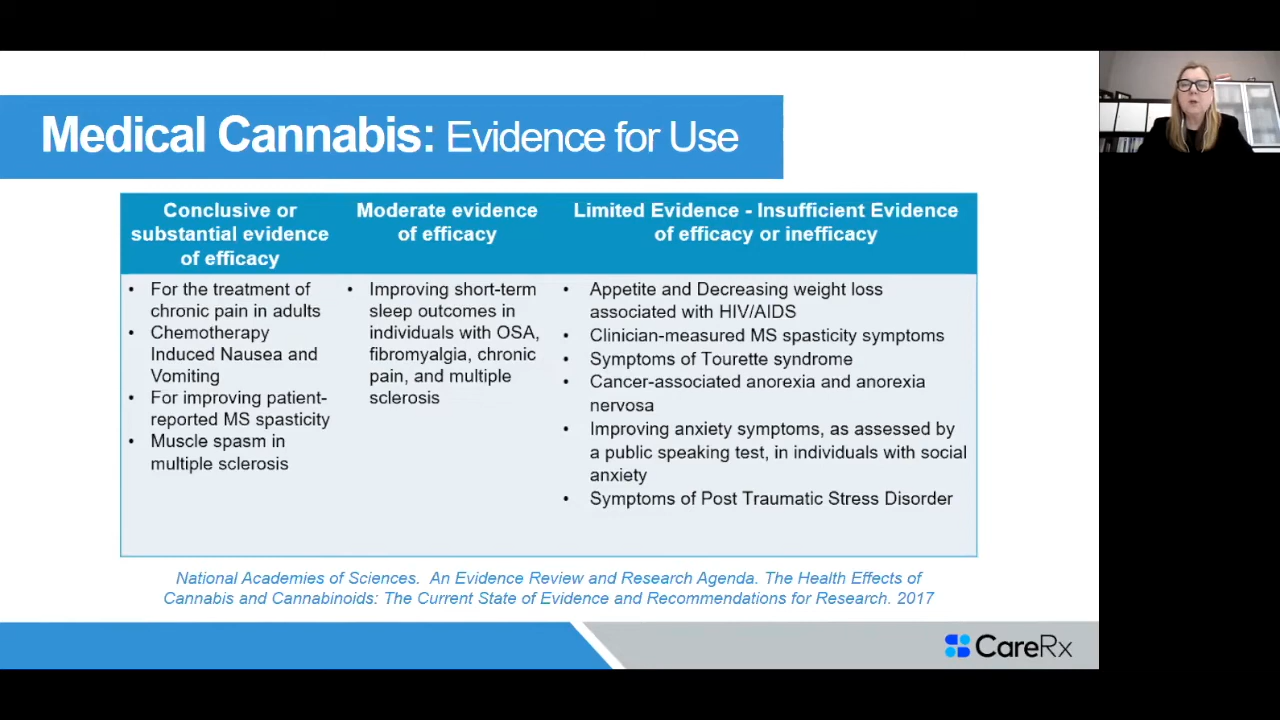 Medical Cannabis: Evidence for Use
Conclusive or
substantial evidence
of efficacy
Moderate evidence
of efficacy
Limited Evidence - Insufficient Evidence
of efficacy or inefficacy
• For the treatment of
chronic pain in adults
• Chemotherapy
Induced Nausea and
Vomiting
• For improving patient-
reported MS spasticity
• Muscle spasm in
multiple sclerosis
• Improving short-term
sleep outcomes in
individuals with OSA,
fibromyalgia, chronic
pain, and multiple
sclerosis
• Appetite and Decreasing weight loss
associated with HIV/AIDS
• Clinician-measured MS spasticity symptoms
• Symptoms of Tourette syndrome
• Cancer-associated anorexia and anorexia
nervosa
• Improving anxiety symptoms, as assessed by
a public speaking test, in individuals with social
anxiety
• Symptoms of Post Traumatic Stress Disorder
National Academies of Sciences. An Evidence Review and Research Agenda. The Health Effects of
Cannabis and Cannabinoids: The Current State of Evidence and Recommendations for Research. 2017
CareRx